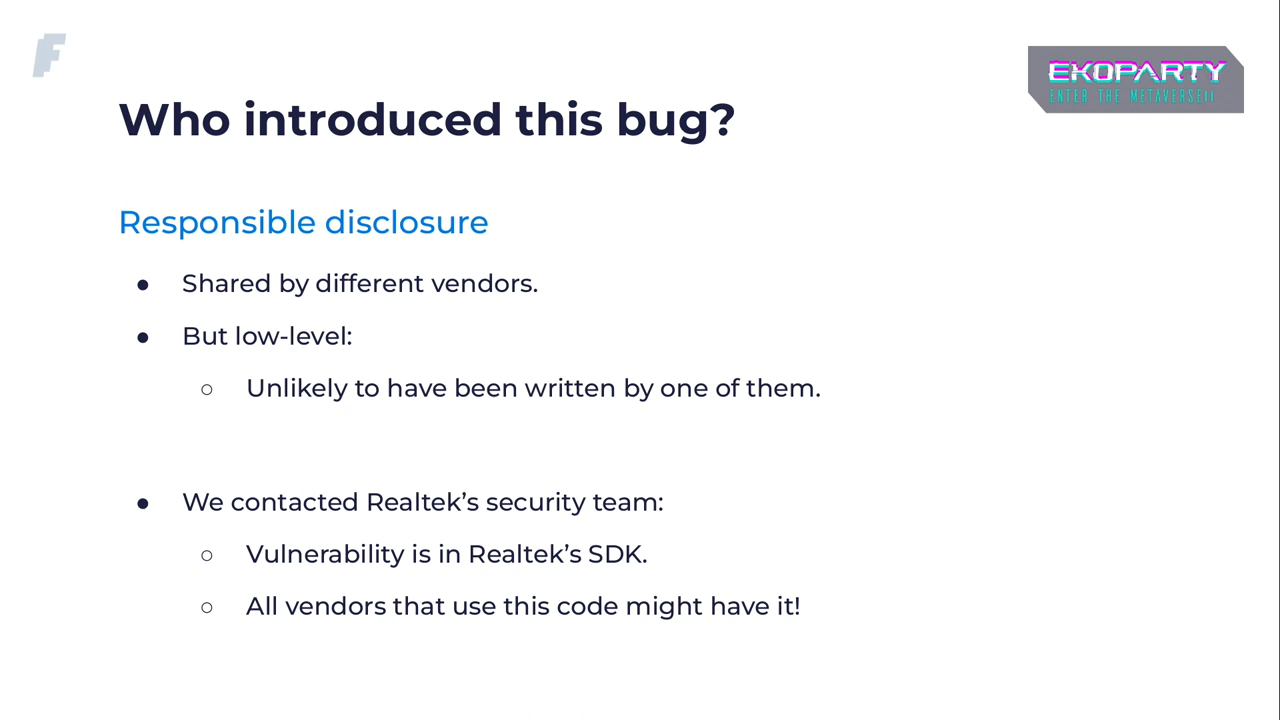 EKOPARTY
ENTER THE METAVERSE
Who introduced this bug?
Responsible disclosure
● Shared by different vendors.
● But low-level:
○ Unlikely to have been written by one of them.
● We contacted Realtek’s security team:
○ Vulnerability is in Realtek’s SDK.
○ All vendors that use this code might have it!